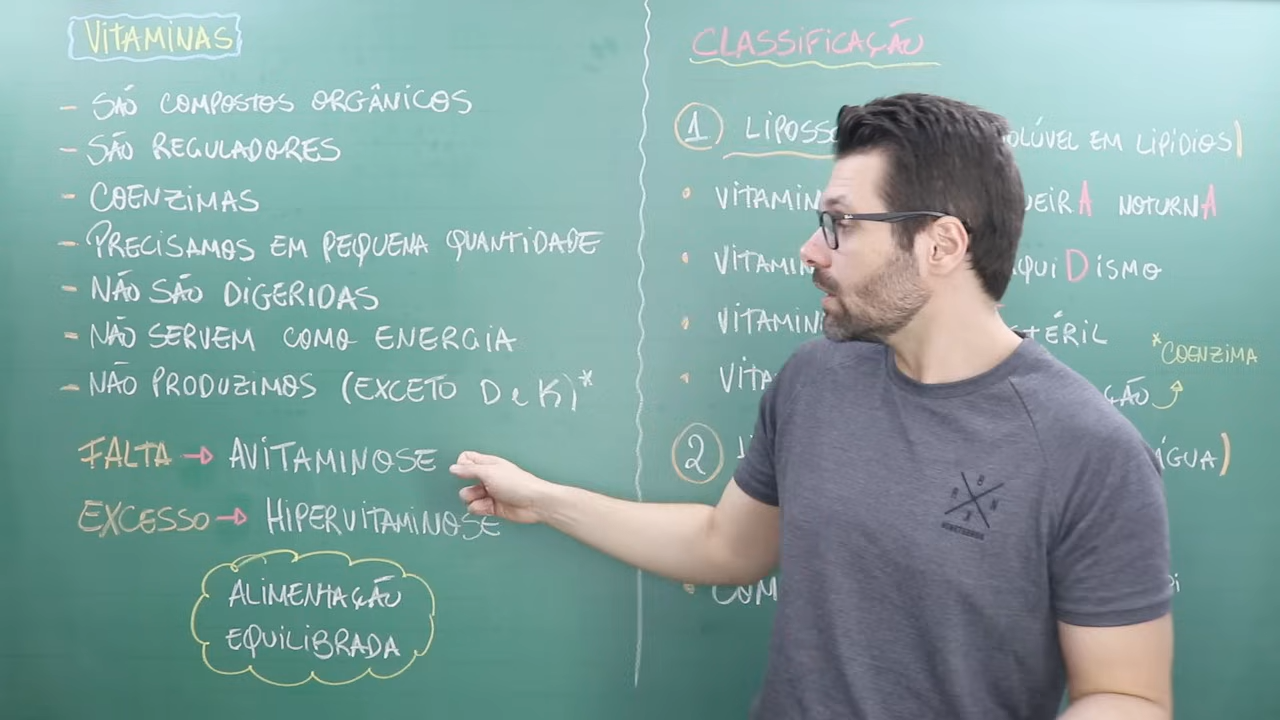 VITAMINAS
- SÃO COMPOSTOS ORGÂNICOS
- SÃO REGULADORES
- COENZIMAS
- PRECISAMOS EM PEQUENA QUANTIDADE
- NÃO SÃO DIGERIDAS
- NÃO SERVEM COMO ENERGIA
- NÃO PRODUZIMOS (EXCETO D e K)*
FALTA → AVITAMINOSE
EXCESSO → HIPERVITAMINOSE
ALIMENTAÇÃO
EQUILIBRADA
CLASSIFICAÇÃO
1 LIPOSS OLÚVEL EM LIPÍDIOS)
• VITAMIN UEIRA NOTURNA
• VITAMIN AQUIDISMO
• VITAMIN TÉRIL
*COENZIMA
• VITA ÇÃO
2 ÁGUA)
• COM